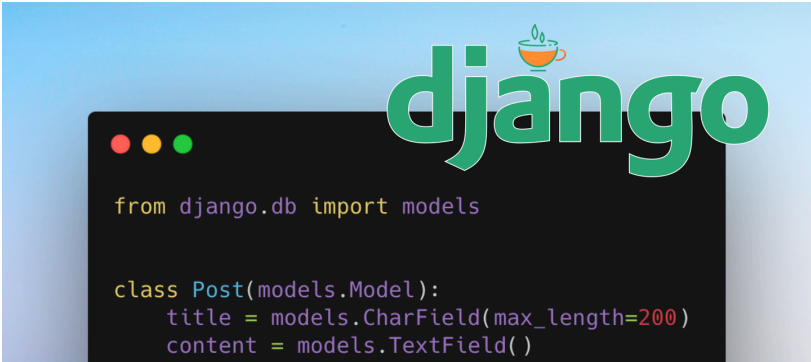 django
from django.db import models
class Post(models.Model):
    title = models.CharField(max_length=200)
    content = models.TextField()